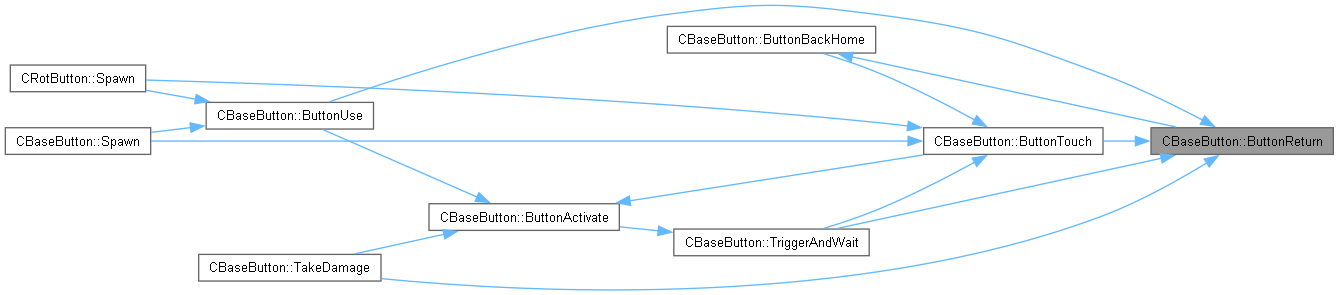 CBaseButton::ButtonBackHome
CRotButton::Spawn
CBaseButton::ButtonUse
CBaseButton::Spawn
CBaseButton::ButtonTouch
CBaseButton::ButtonReturn
CBaseButton::ButtonActivate
CBaseButton::TriggerAndWait
CBaseButton::TakeDamage